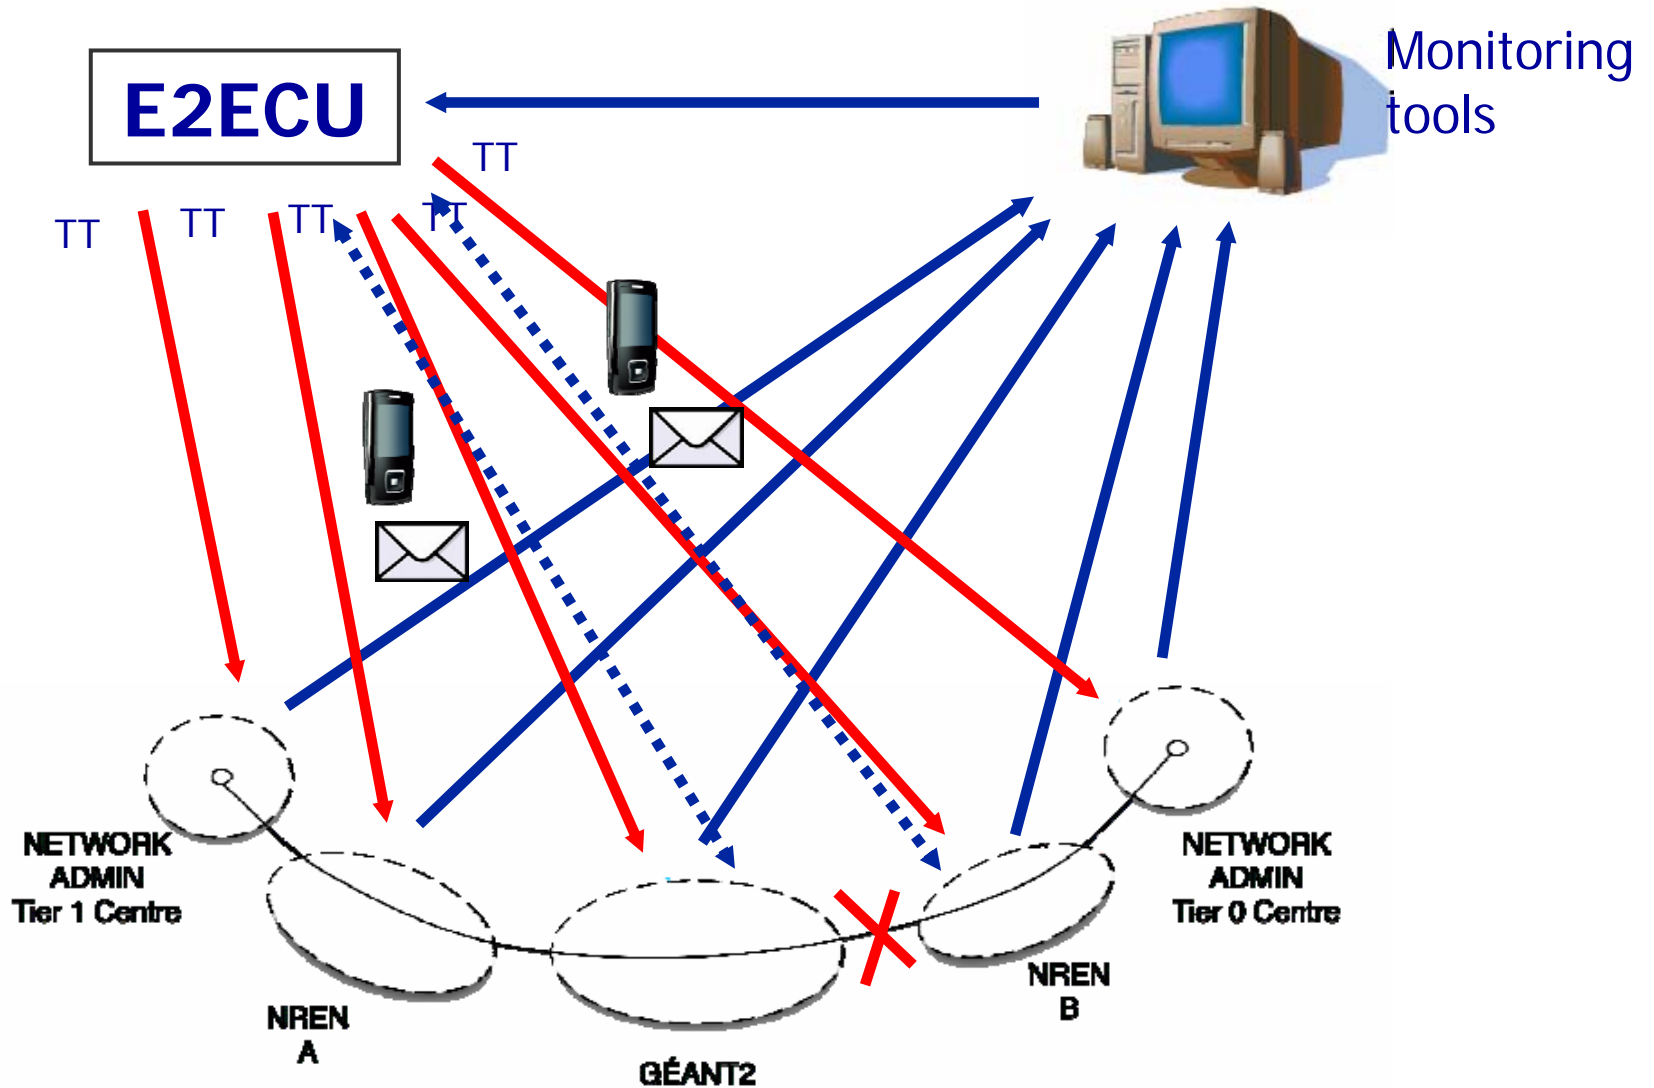 Monitoring
tools
E2ECU
TT
TT
TT
TT
TT
NETWORK
ADMIN
Tier 1 Centre
NETWORK
ADMIN
Tier 0 Centre
NREN
A
GÉANT2
NREN
B